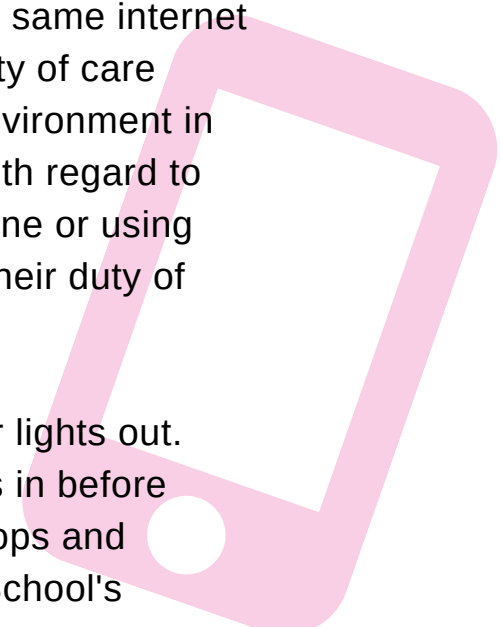 same internet
ty of care
vironment in
th regard to
ne or using
heir duty of
r lights out.
s in before
ops and
School's